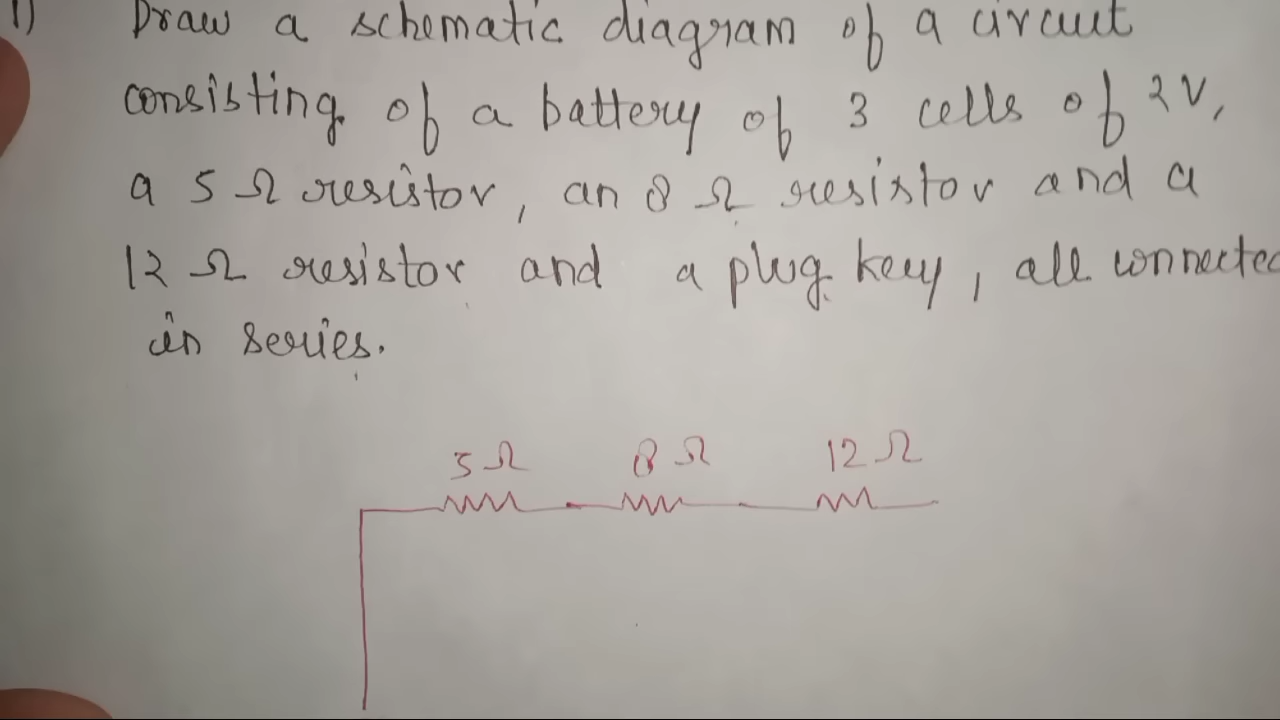 1) Draw a schematic diagram of a circuit
consisting of a battery of 3 cells of 2V,
a 5 Ω resistor, an 8 Ω resistor and a
12 Ω resistor and a plug key, all connected
in series.
5 Ω 8 Ω 12 Ω